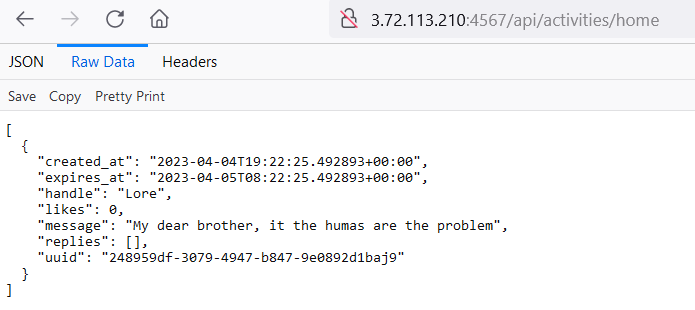 3.72.113.210:4567/api/activities/home
JSON Raw Data Headers
Save Copy Pretty Print
[
  {
    "created_at": "2023-04-04T19:22:25.492893+00:00",
    "expires_at": "2023-04-05T08:22:25.492893+00:00",
    "handle": "Lore",
    "likes": 0,
    "message": "My dear brother, it the humas are the problem",
    "replies": [],
    "uuid": "248959df-3079-4947-b847-9e0892d1baj9"
  }
]